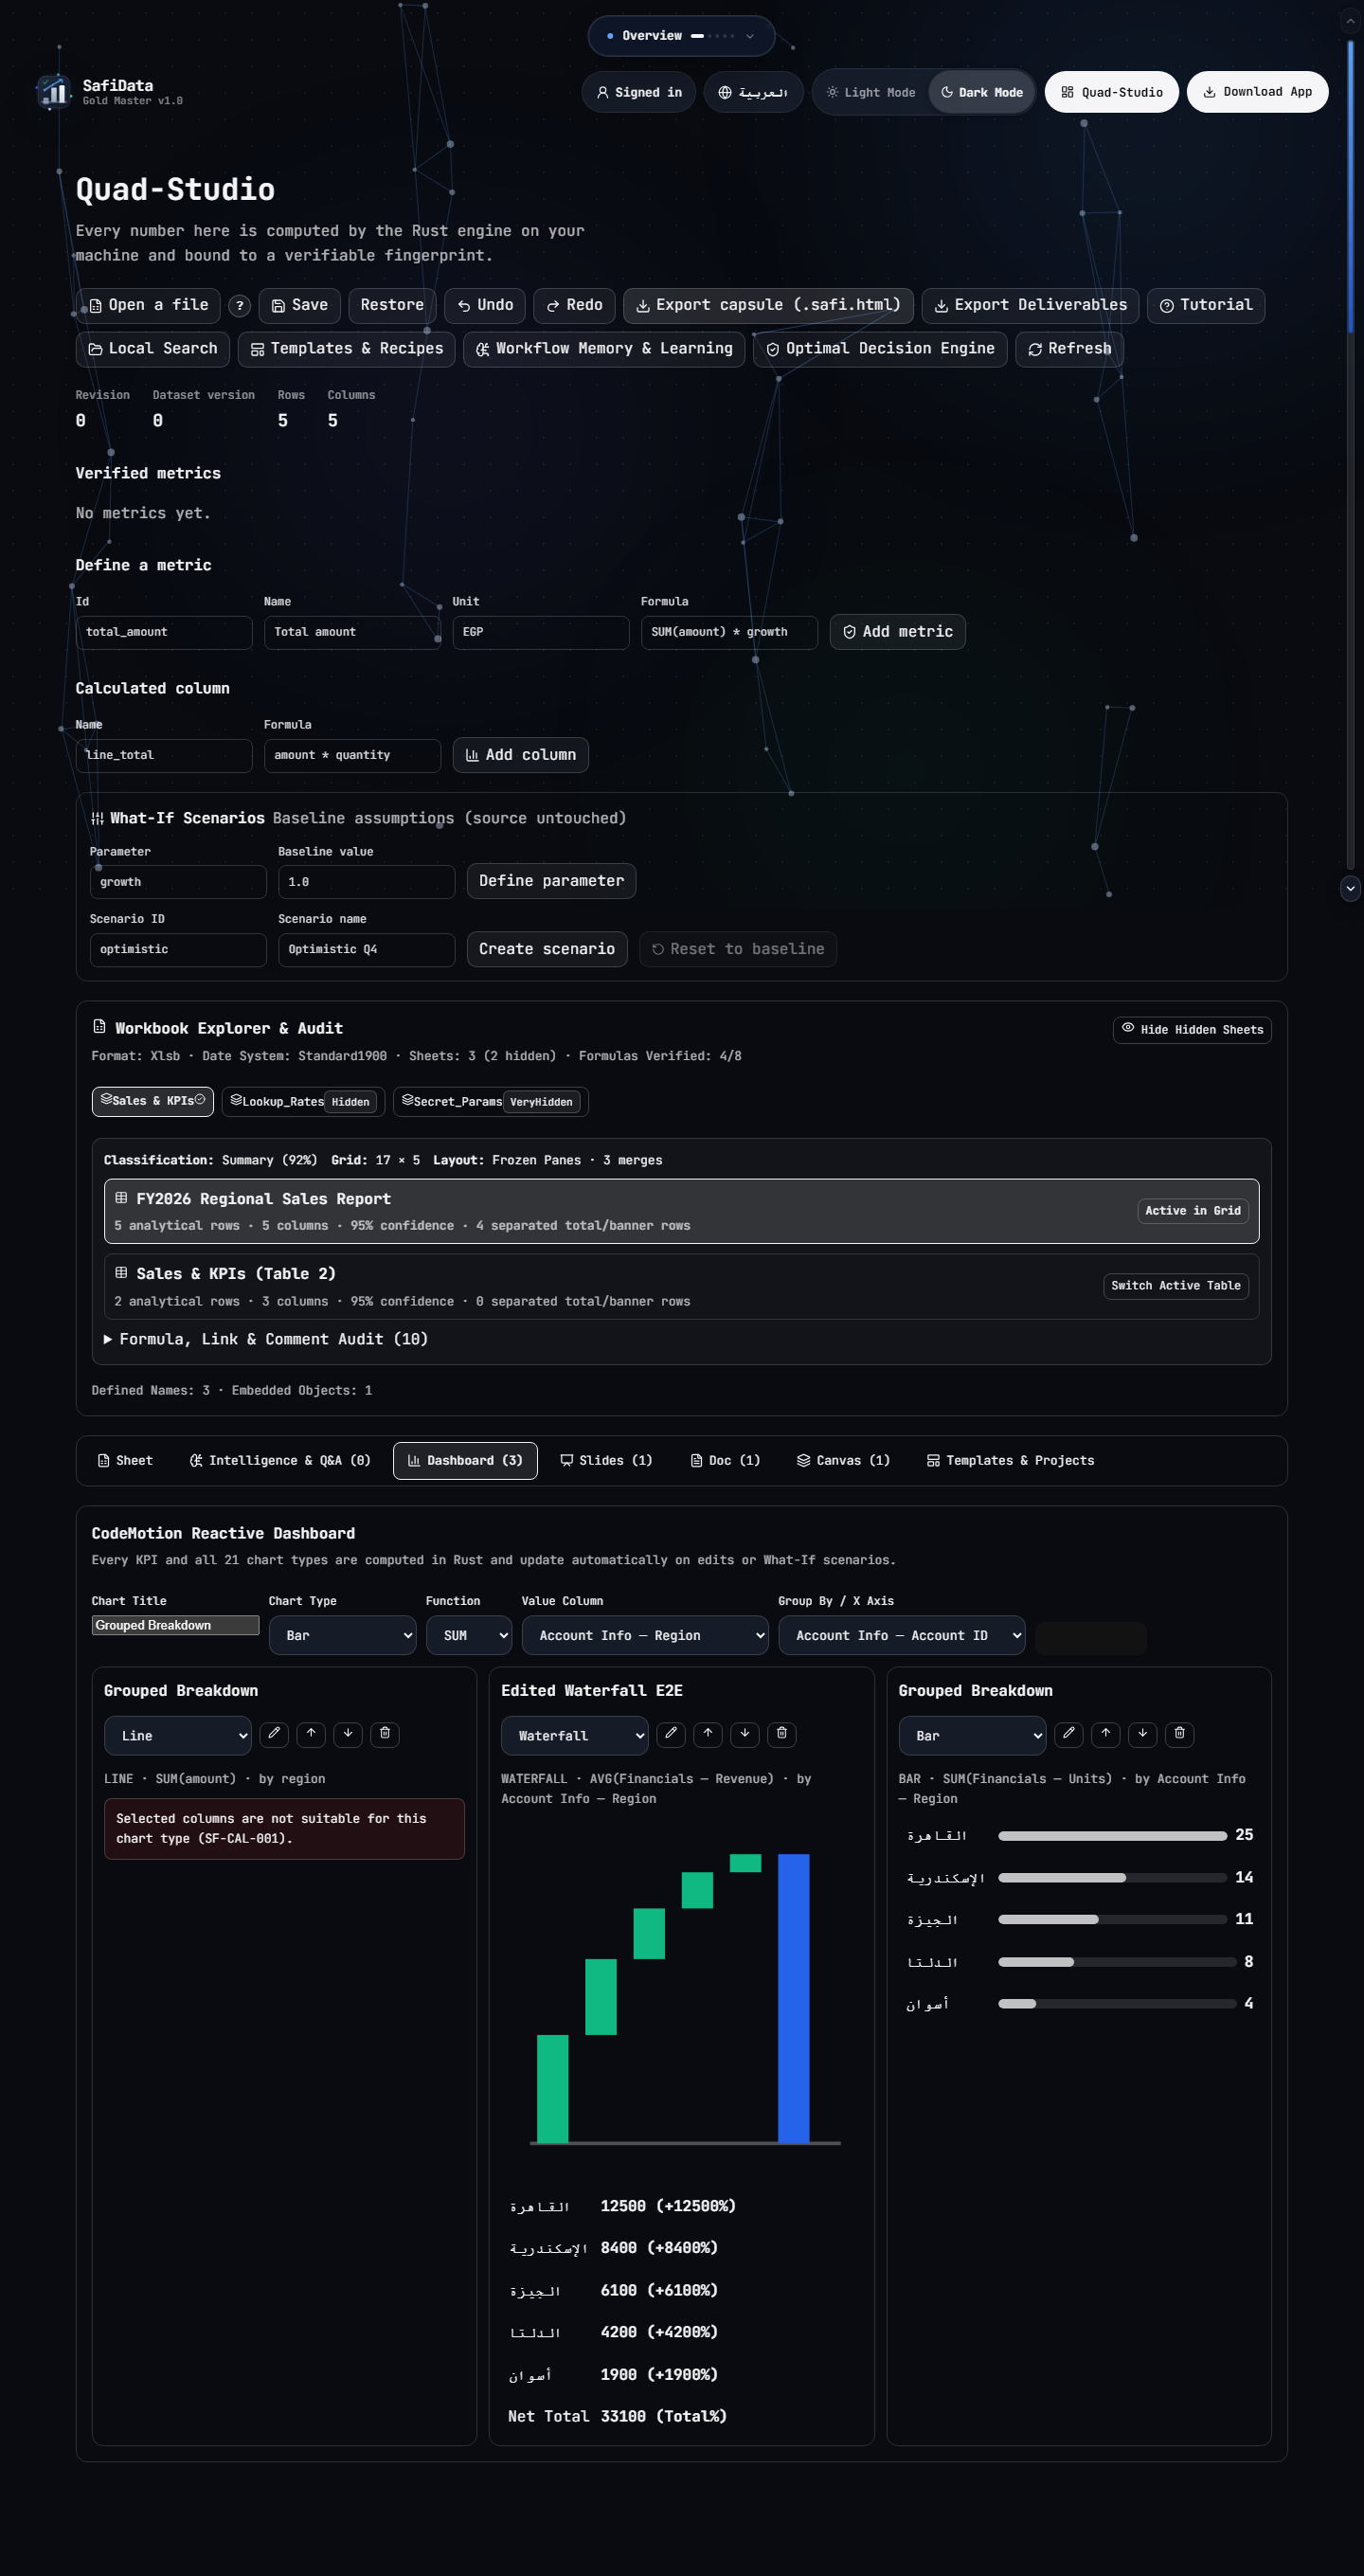 Overview
SafiData
Gold Master v1.0
Signed in
العربية
Light Mode
Dark Mode
Quad-Studio
Download App
Quad-Studio
Every number here is computed by the Rust engine on your
machine and bound to a verifiable fingerprint.
Open a file
?
Save
Restore
Undo
Redo
Export capsule (.safi.html)
Export Deliverables
Tutorial
Local Search
Templates & Recipes
Workflow Memory & Learning
Optimal Decision Engine
Refresh
Revision Dataset version Rows Columns
0 0 5 5
Verified metrics
No metrics yet.
Define a metric
Id Name Unit Formula
total_amount Total amount EGP SUM(amount) * growth Add metric
Calculated column
Name Formula
line_total amount * quantity Add column
What-If Scenarios Baseline assumptions (source untouched)
Parameter Baseline value
growth 1.0 Define parameter
Scenario ID Scenario name
optimistic Optimistic Q4 Create scenario Reset to baseline
Workbook Explorer & Audit
Hide Hidden Sheets
Format: Xlsb · Date System: Standard1900 · Sheets: 3 (2 hidden) · Formulas Verified: 4/8
Sales & KPIs Lookup_Rates Hidden Secret_Params VeryHidden
Classification: Summary (92%) Grid: 17 × 5 Layout: Frozen Panes · 3 merges
FY2026 Regional Sales Report
5 analytical rows · 5 columns · 95% confidence · 4 separated total/banner rows
Active in Grid
Sales & KPIs (Table 2)
2 analytical rows · 3 columns · 95% confidence · 0 separated total/banner rows
Switch Active Table
Formula, Link & Comment Audit (10)
Defined Names: 3 · Embedded Objects: 1
Sheet
Intelligence & Q&A (0)
Dashboard (3)
Slides (1)
Doc (1)
Canvas (1)
Templates & Projects
CodeMotion Reactive Dashboard
Every KPI and all 21 chart types are computed in Rust and update automatically on edits or What-If scenarios.
Chart Title Chart Type Function Value Column Group By / X Axis
Grouped Breakdown Bar SUM Account Info — Region Account Info — Account ID
Grouped Breakdown
Line
LINE · SUM(amount) · by region
Selected columns are not suitable for this
chart type (SF-CAL-001).
Edited Waterfall E2E
Waterfall
WATERFALL · AVG(Financials — Revenue) · by
Account Info — Region
القاهرة 12500 (+12500%)
الإسكندرية 8400 (+8400%)
الجيزة 6100 (+6100%)
الدلتا 4200 (+4200%)
أسوان 1900 (+1900%)
Net Total 33100 (Total%)
Grouped Breakdown
Bar
BAR · SUM(Financials — Units) · by Account Info
— Region
القاهرة 25
الإسكندرية 14
الجيزة 11
الدلتا 8
أسوان 4